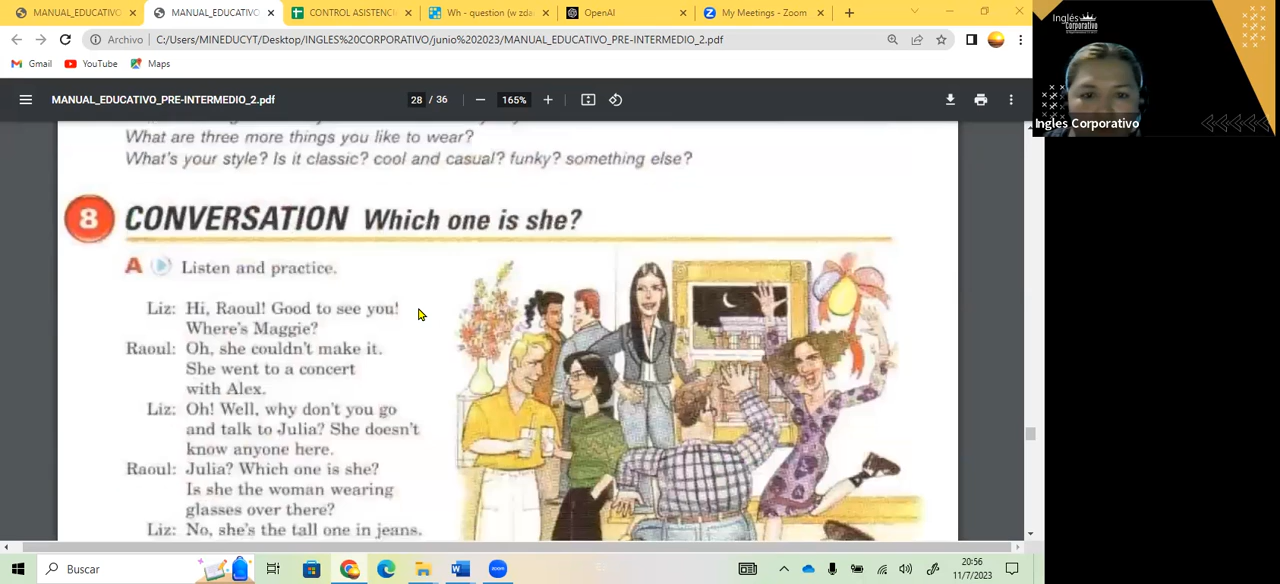 MANUAL_EDUCATIVO
MANUAL_EDUCATIVO
CONTROL ASISTENCI
Wh - question (w zda
OpenAI
My Meetings - Zoom
Archivo
C:/Users/MINEDUCYT/Desktop/INGLES%20CORPORATIVO/junio%202023/MANUAL_EDUCATIVO_PRE-INTERMEDIO_2.pdf
Gmail
YouTube
Maps
MANUAL_EDUCATIVO_PRE-INTERMEDIO_2.pdf
28 / 36
165%
What are three more things you like to wear?
What's your style? Is it classic? cool and casual? funky? something else?
8 CONVERSATION Which one is she?
A Listen and practice.
Liz: Hi, Raoul! Good to see you!
Where's Maggie?
Raoul: Oh, she couldn't make it.
She went to a concert
with Alex.
Liz: Oh! Well, why don't you go
and talk to Julia? She doesn't
know anyone here.
Raoul: Julia? Which one is she?
Is she the woman wearing
glasses over there?
Liz: No, she's the tall one in jeans.
Inglés
Corporativo
Ingles Corporativo
Buscar
20:56
11/7/2023